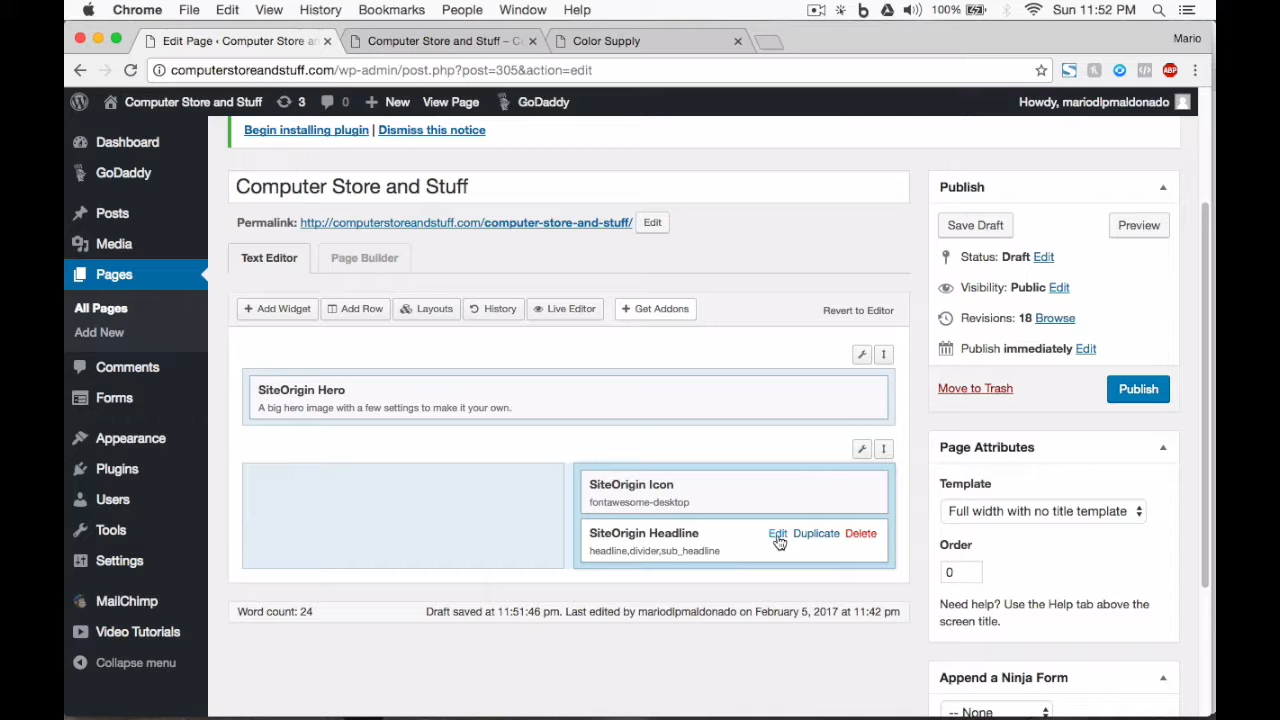 Chrome File Edit View History Bookmarks People Window Help 100% Sun 11:52 PM
Edit Page ‹ Computer Store an Computer Store and Stuff – Co Color Supply Mario
computerstoreandstuff.com/wp-admin/post.php?post=305&action=edit
Computer Store and Stuff 3 0 New View Page GoDaddy Howdy, mariodlpmaldonado
Begin installing plugin | Dismiss this notice
Dashboard
GoDaddy
Posts
Media
Pages
All Pages
Add New
Comments
Forms
Appearance
Plugins
Users
Tools
Settings
MailChimp
Video Tutorials
Collapse menu
Computer Store and Stuff
Permalink: http://computerstoreandstuff.com/computer-store-and-stuff/ Edit
Text Editor Page Builder
Add Widget Add Row Layouts History Live Editor Get Addons Revert to Editor
SiteOrigin Hero
A big hero image with a few settings to make it your own.
SiteOrigin Icon
fontawesome-desktop
SiteOrigin Headline Edit Duplicate Delete
headline,divider,sub_headline
Word count: 24 Draft saved at 11:51:46 pm. Last edited by mariodlpmaldonado on February 5, 2017 at 11:42 pm
Publish
Save Draft Preview
Status: Draft Edit
Visibility: Public Edit
Revisions: 18 Browse
Publish immediately Edit
Move to Trash Publish
Page Attributes
Template
Full width with no title template
Order
0
Need help? Use the Help tab above the
screen title.
Append a Ninja Form
-- None
ABP